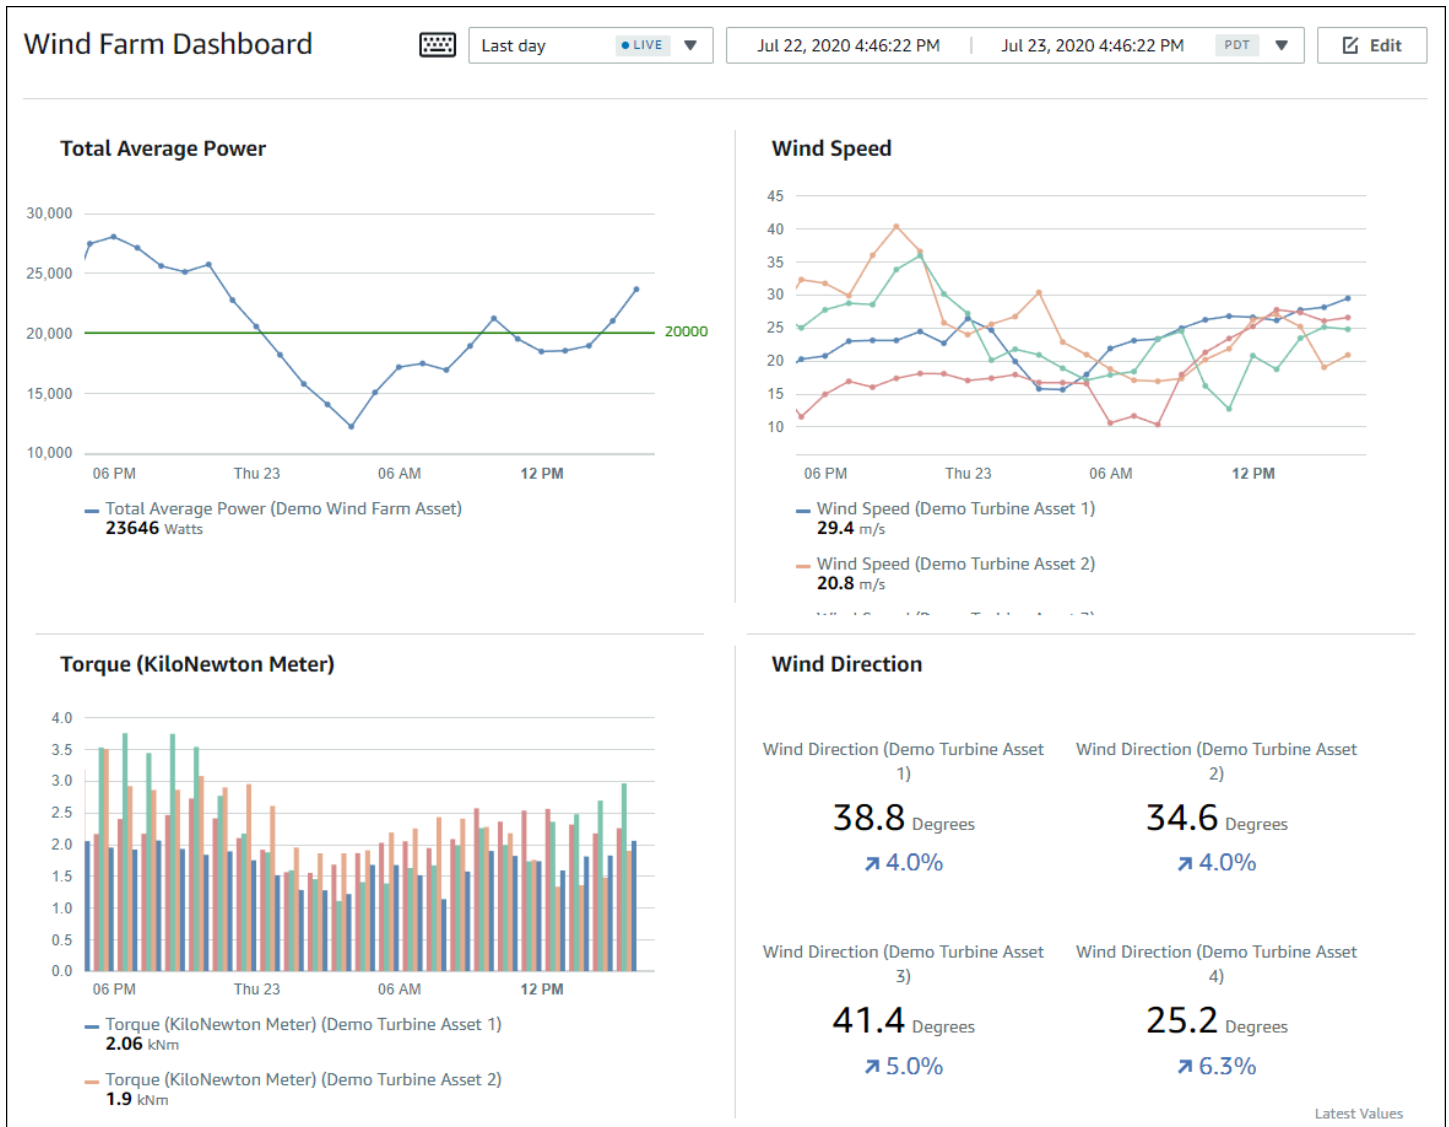 Wind Farm Dashboard
Last day
LIVE
Jul 22, 2020 4:46:22 PM | Jul 23, 2020 4:46:22 PM
PDT
Edit
Total Average Power
30,000
25,000
20,000
15,000
10,000
20000
06 PM
Thu 23
06 AM
12 PM
Total Average Power (Demo Wind Farm Asset)
23646 Watts
Wind Speed
45
40
35
30
25
20
15
10
06 PM
Thu 23
06 AM
12 PM
Wind Speed (Demo Turbine Asset 1)
29.4 m/s
Wind Speed (Demo Turbine Asset 2)
20.8 m/s
Torque (KiloNewton Meter)
4.0
3.5
3.0
2.5
2.0
1.5
1.0
0.5
0.0
06 PM
Thu 23
06 AM
12 PM
Torque (KiloNewton Meter) (Demo Turbine Asset 1)
2.06 kNm
Torque (KiloNewton Meter) (Demo Turbine Asset 2)
1.9 kNm
Wind Direction
Wind Direction (Demo Turbine Asset
1)
38.8 Degrees
4.0%
Wind Direction (Demo Turbine Asset
2)
34.6 Degrees
4.0%
Wind Direction (Demo Turbine Asset
3)
41.4 Degrees
5.0%
Wind Direction (Demo Turbine Asset
4)
25.2 Degrees
6.3%
Latest Values